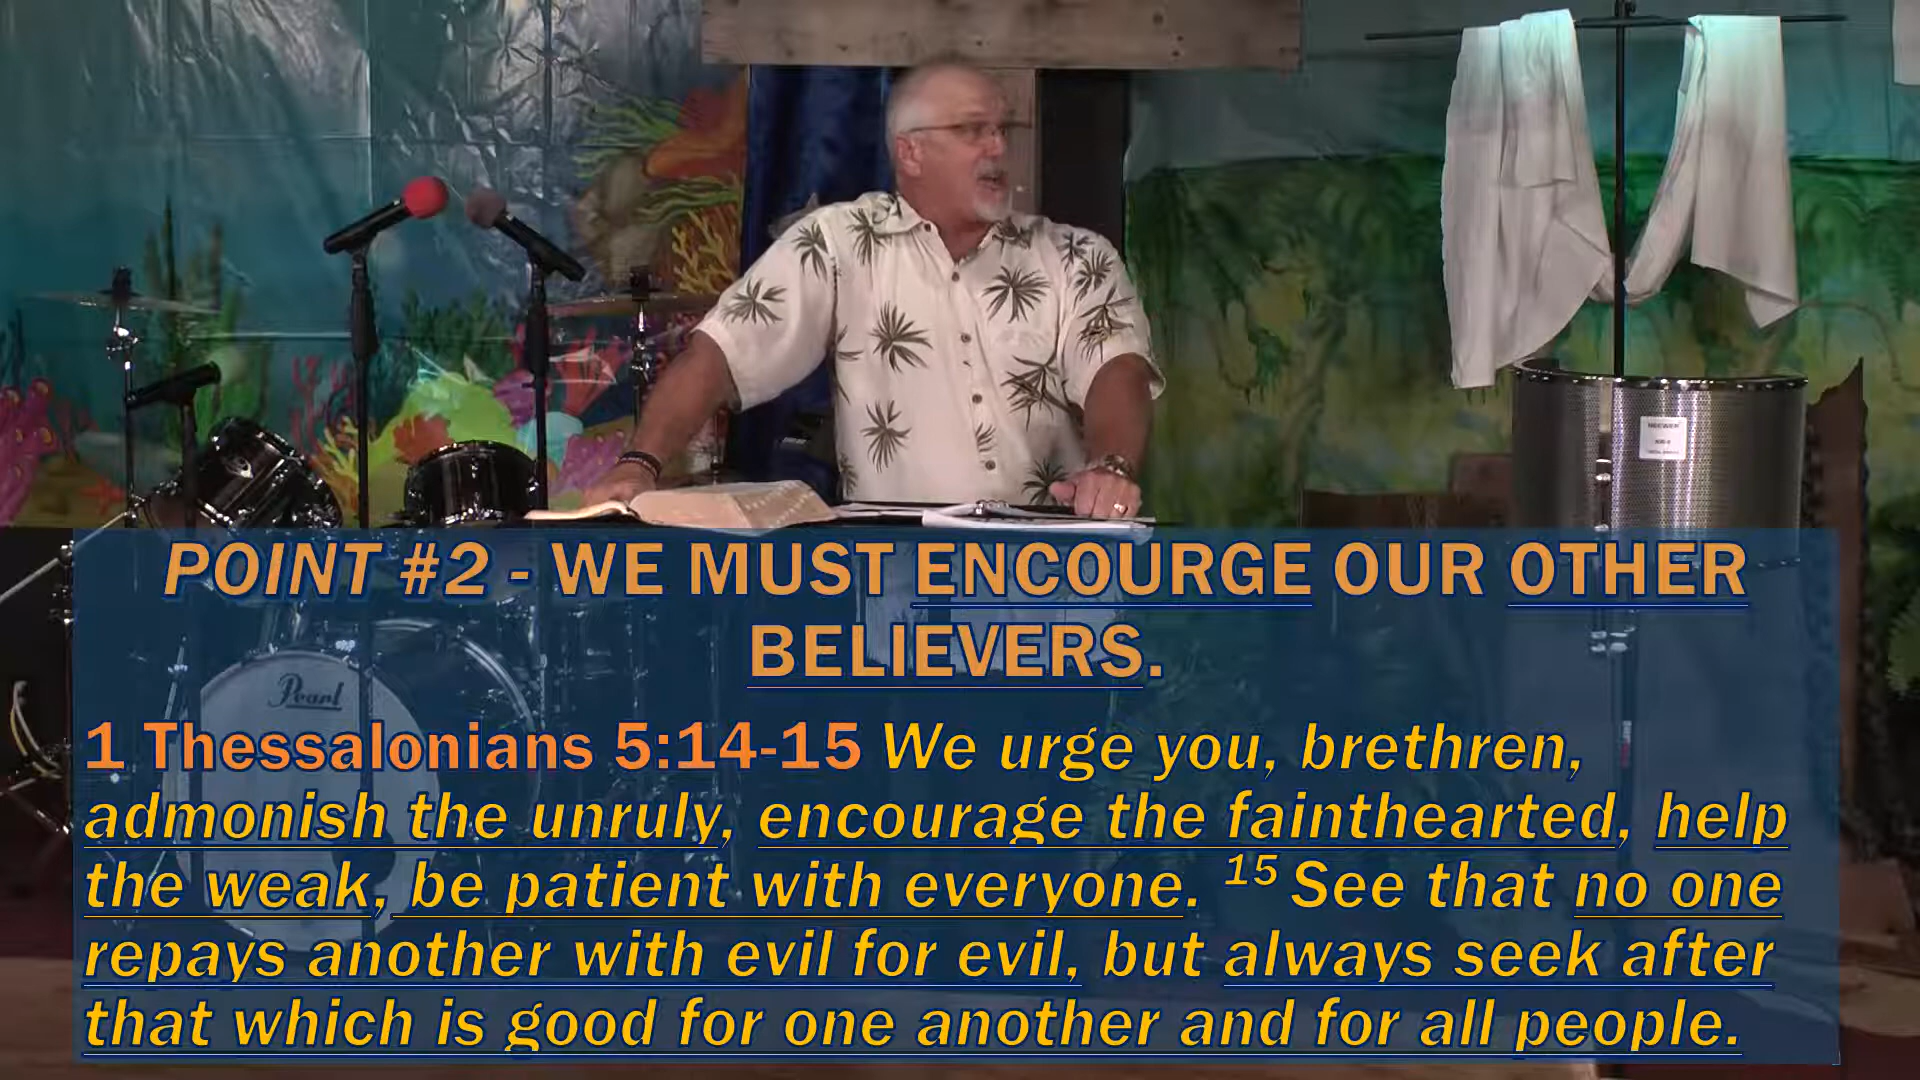 POINT #2 - WE MUST ENCOURGE OUR OTHER
BELIEVERS.
1 Thessalonians 5:14-15 We urge you, brethren,
admonish the unruly, encourage the fainthearted, help
the weak, be patient with everyone. 15 See that no one
repays another with evil for evil, but always seek after
that which is good for one another and for all people.
Pearl
NEEWER